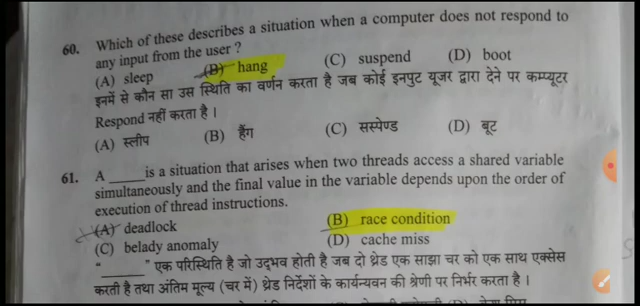 60. Which of these describes a situation when a computer does not respond to
any input from the user ?
(A) sleep (B) hang (C) suspend (D) boot
इनमें से कौन सा उस स्थिति का वर्णन करता है जब कोई इनपुट यूजर द्वारा देने पर कम्प्यूटर
Respond नहीं करता है ।
(A) स्लीप (B) हैंग (C) सस्पेण्ड (D) बूट
61. A _____ is a situation that arises when two threads access a shared variable
simultaneously and the final value in the variable depends upon the order of
execution of thread instructions.
(A) deadlock (B) race condition
(C) belady anomaly (D) cache miss
"_____" एक परिस्थिति है जो उद्भव होती है जब दो थ्रेड एक साझा चर को एक साथ एक्सेस
करती है तथा अंतिम मूल्य (चर में) थ्रेड निर्देशों के कार्यन्वयन की श्रेणी पर निर्भर करता है ।